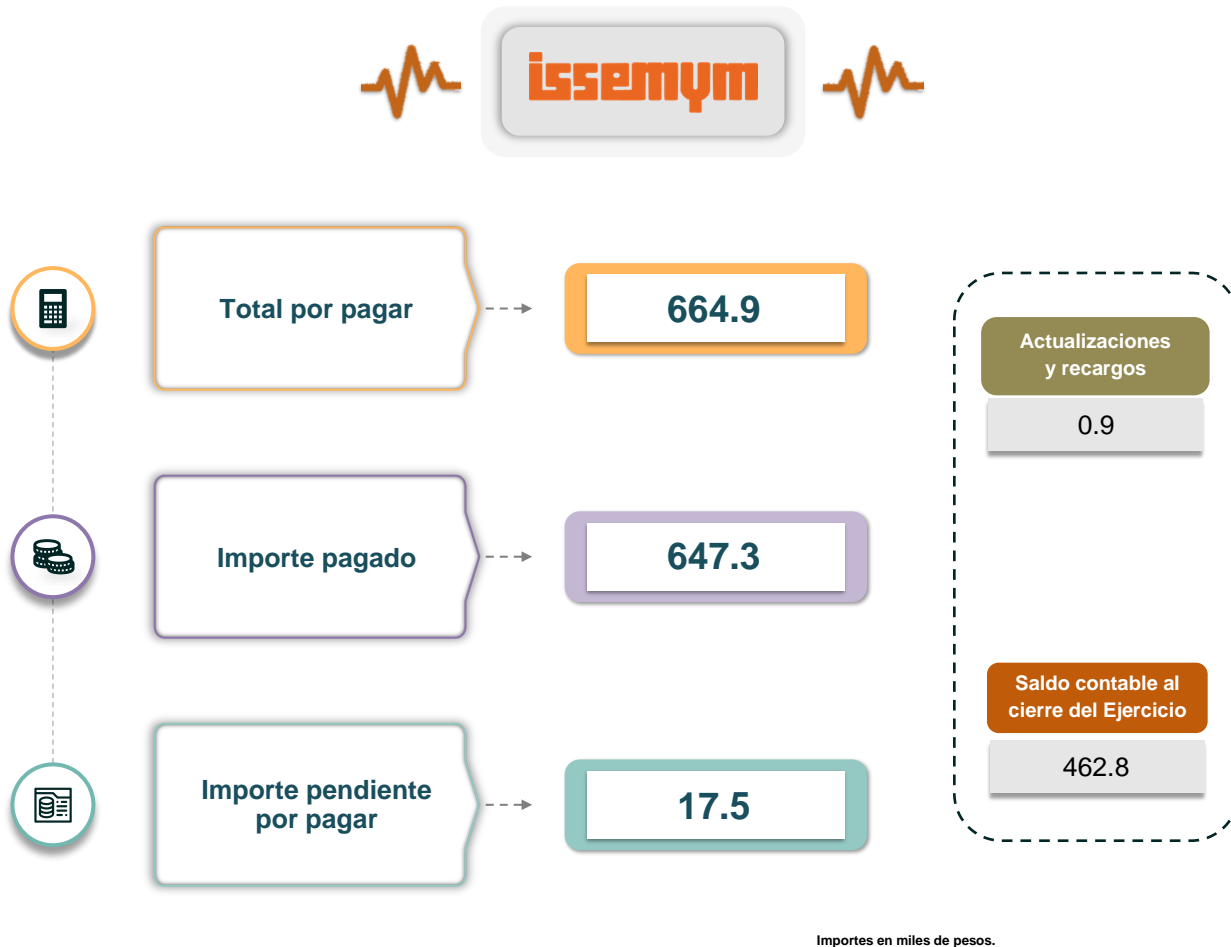 issemym
Total por pagar
664.9
Actualizaciones
y recargos
0.9
Importe pagado
647.3
Importe pendiente
por pagar
17.5
Saldo contable al
cierre del Ejercicio
462.8
Importes en miles de pesos.